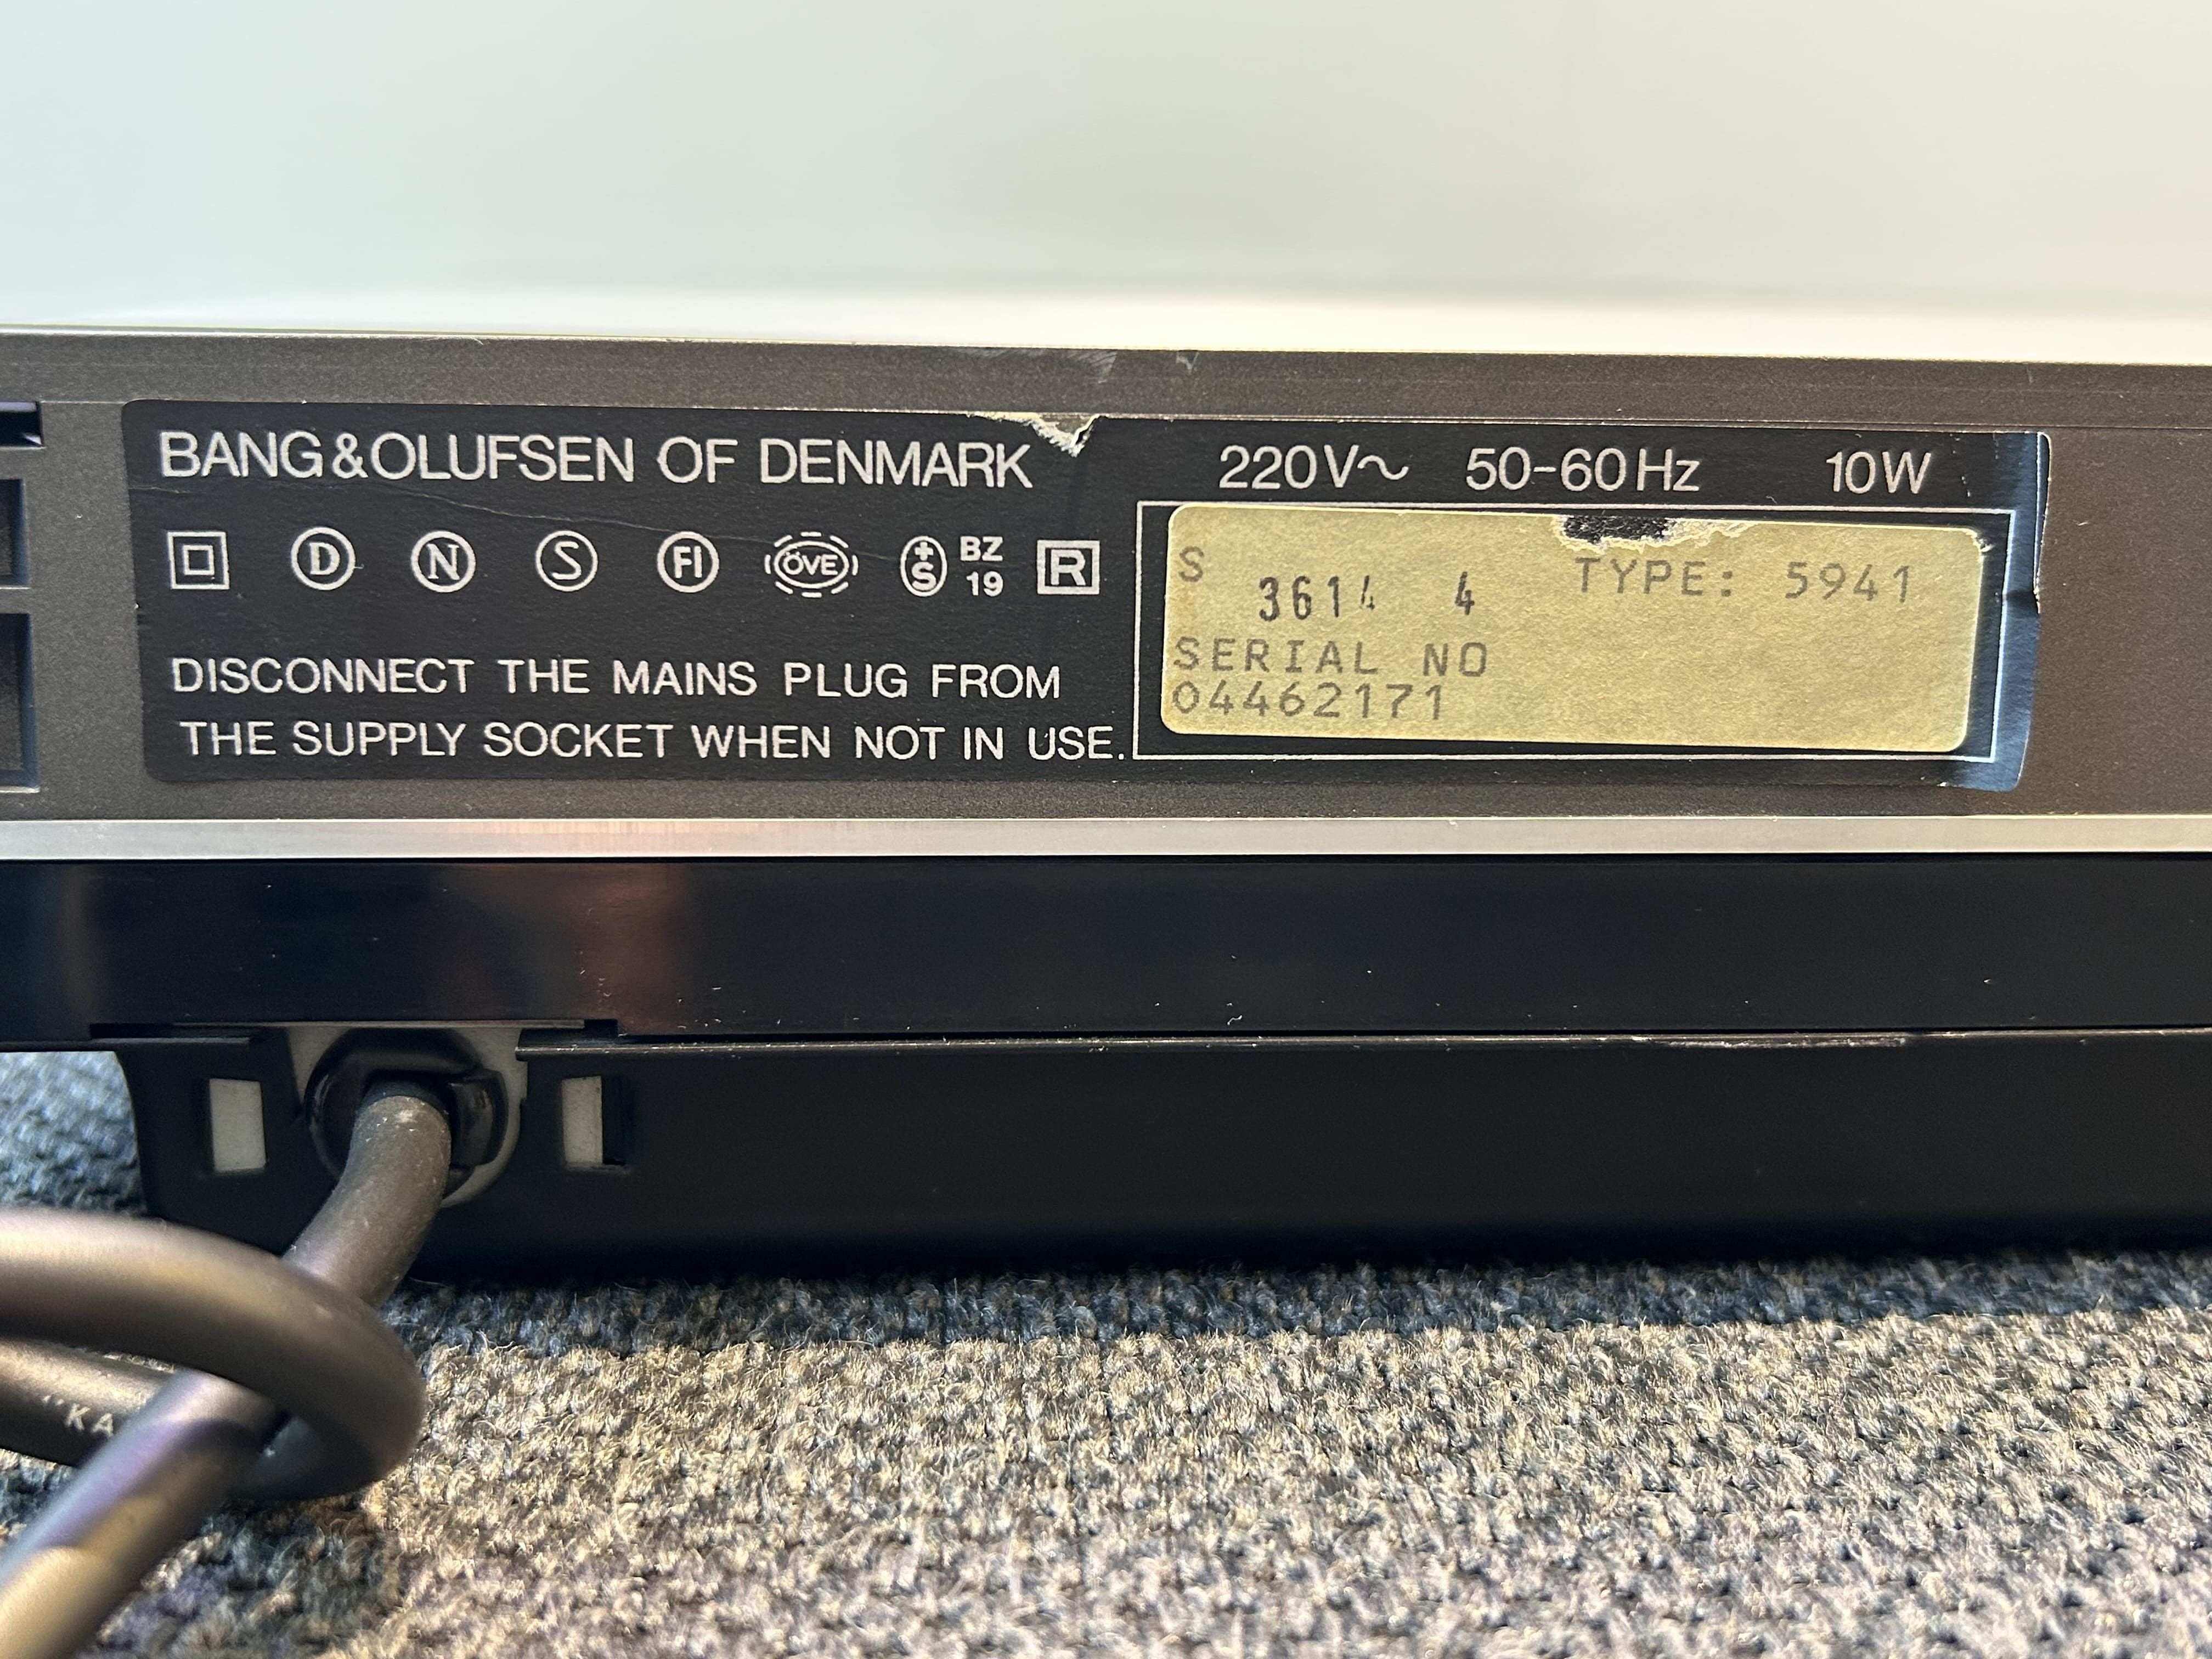 BANG&OLUFSEN OF DENMARK
220V~ 50-60Hz 10W
D N S FI ÖVE +S BZ 19 R
DISCONNECT THE MAINS PLUG FROM
THE SUPPLY SOCKET WHEN NOT IN USE.
S TYPE: 5941
3614 4
SERIAL NO
04462171
"KA